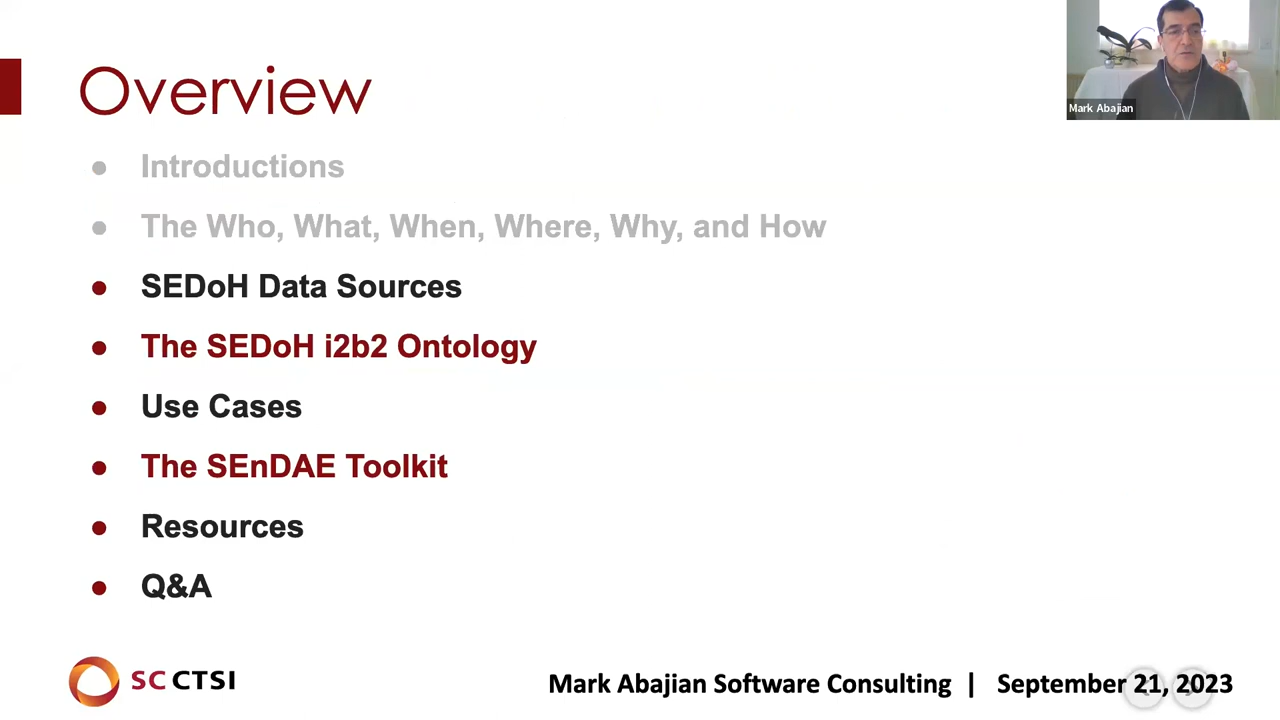 Overview
Mark Abajian
● Introductions
● The Who, What, When, Where, Why, and How
● SEDoH Data Sources
● The SEDoH i2b2 Ontology
● Use Cases
● The SEnDAE Toolkit
● Resources
● Q&A
SC CTSI
Mark Abajian Software Consulting | September 21, 2023